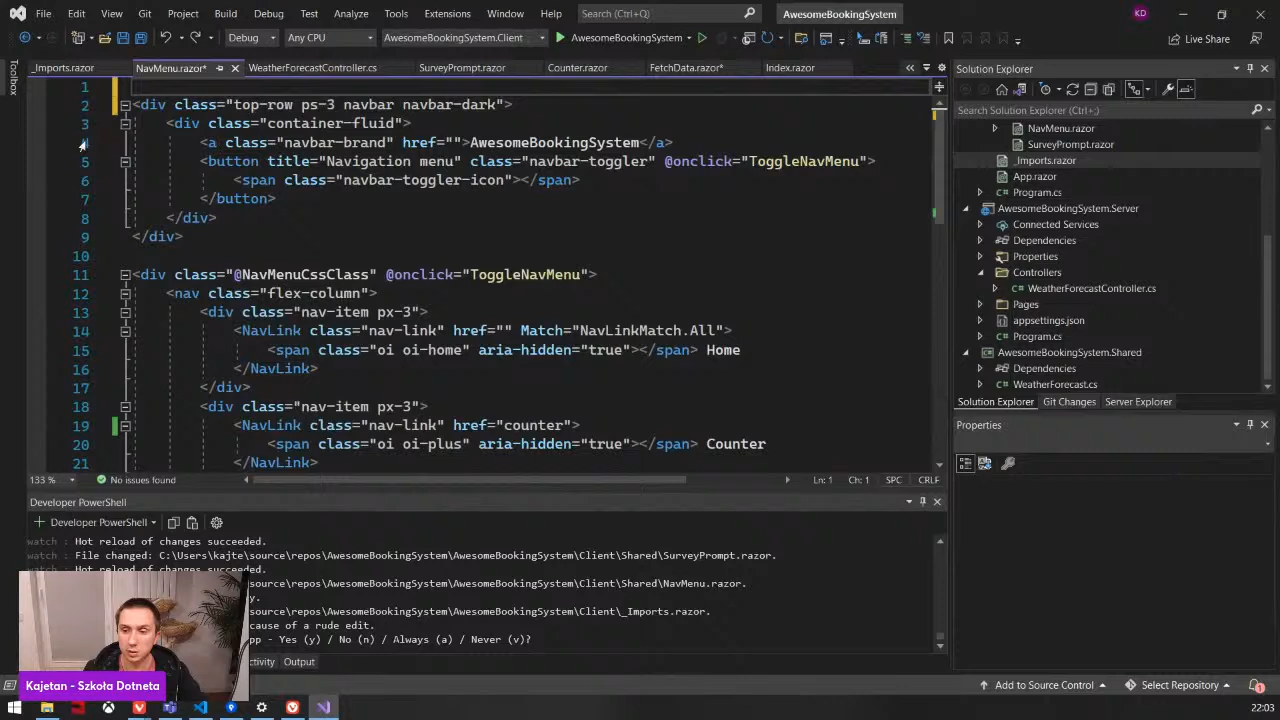 File Edit View Git Project Build Debug Test Analyze Tools Extensions Window Help Search (Ctrl+Q) AwesomeBookingSystem KD
Debug Any CPU AwesomeBookingSystem.Client AwesomeBookingSystem Live Share
_Imports.razor NavMenu.razor* WeatherForecastController.cs SurveyPrompt.razor Counter.razor FetchData.razor* Index.razor
Toolbox
1
2 <div class="top-row ps-3 navbar navbar-dark">
3 <div class="container-fluid">
4 <a class="navbar-brand" href="">AwesomeBookingSystem</a>
5 <button title="Navigation menu" class="navbar-toggler" @onclick="ToggleNavMenu">
6 <span class="navbar-toggler-icon"></span>
7 </button>
8 </div>
9 </div>
10
11 <div class="@NavMenuCssClass" @onclick="ToggleNavMenu">
12 <nav class="flex-column">
13 <div class="nav-item px-3">
14 <NavLink class="nav-link" href="" Match="NavLinkMatch.All">
15 <span class="oi oi-home" aria-hidden="true"></span> Home
16 </NavLink>
17 </div>
18 <div class="nav-item px-3">
19 <NavLink class="nav-link" href="counter">
20 <span class="oi oi-plus" aria-hidden="true"></span> Counter
21 </NavLink>
133 % No issues found Ln: 1 Ch: 1 SPC CRLF
Developer PowerShell
Developer PowerShell
watch : Hot reload of changes succeeded.
watch : File changed: C:\Users\kajte\source\repos\AwesomeBookingSystem\AwesomeBookingSystem\Client\Shared\SurveyPrompt.razor.
watch : Hot reload of changes succeeded.
\source\repos\AwesomeBookingSystem\AwesomeBookingSystem\Client\Shared\NavMenu.razor.
y.
\source\repos\AwesomeBookingSystem\AwesomeBookingSystem\Client\_Imports.razor.
cause of a rude edit.
pp - Yes (y) / No (n) / Always (a) / Never (v)?
ctivity Output
Solution Explorer
Search Solution Explorer (Ctrl+;)
NavMenu.razor
SurveyPrompt.razor
_Imports.razor
App.razor
Program.cs
AwesomeBookingSystem.Server
Connected Services
Dependencies
Properties
Controllers
WeatherForecastController.cs
Pages
appsettings.json
Program.cs
AwesomeBookingSystem.Shared
Dependencies
WeatherForecast.cs
Solution Explorer Git Changes Server Explorer
Properties
Kajetan - Szkoła Dotneta
Add to Source Control Select Repository 1
22:03